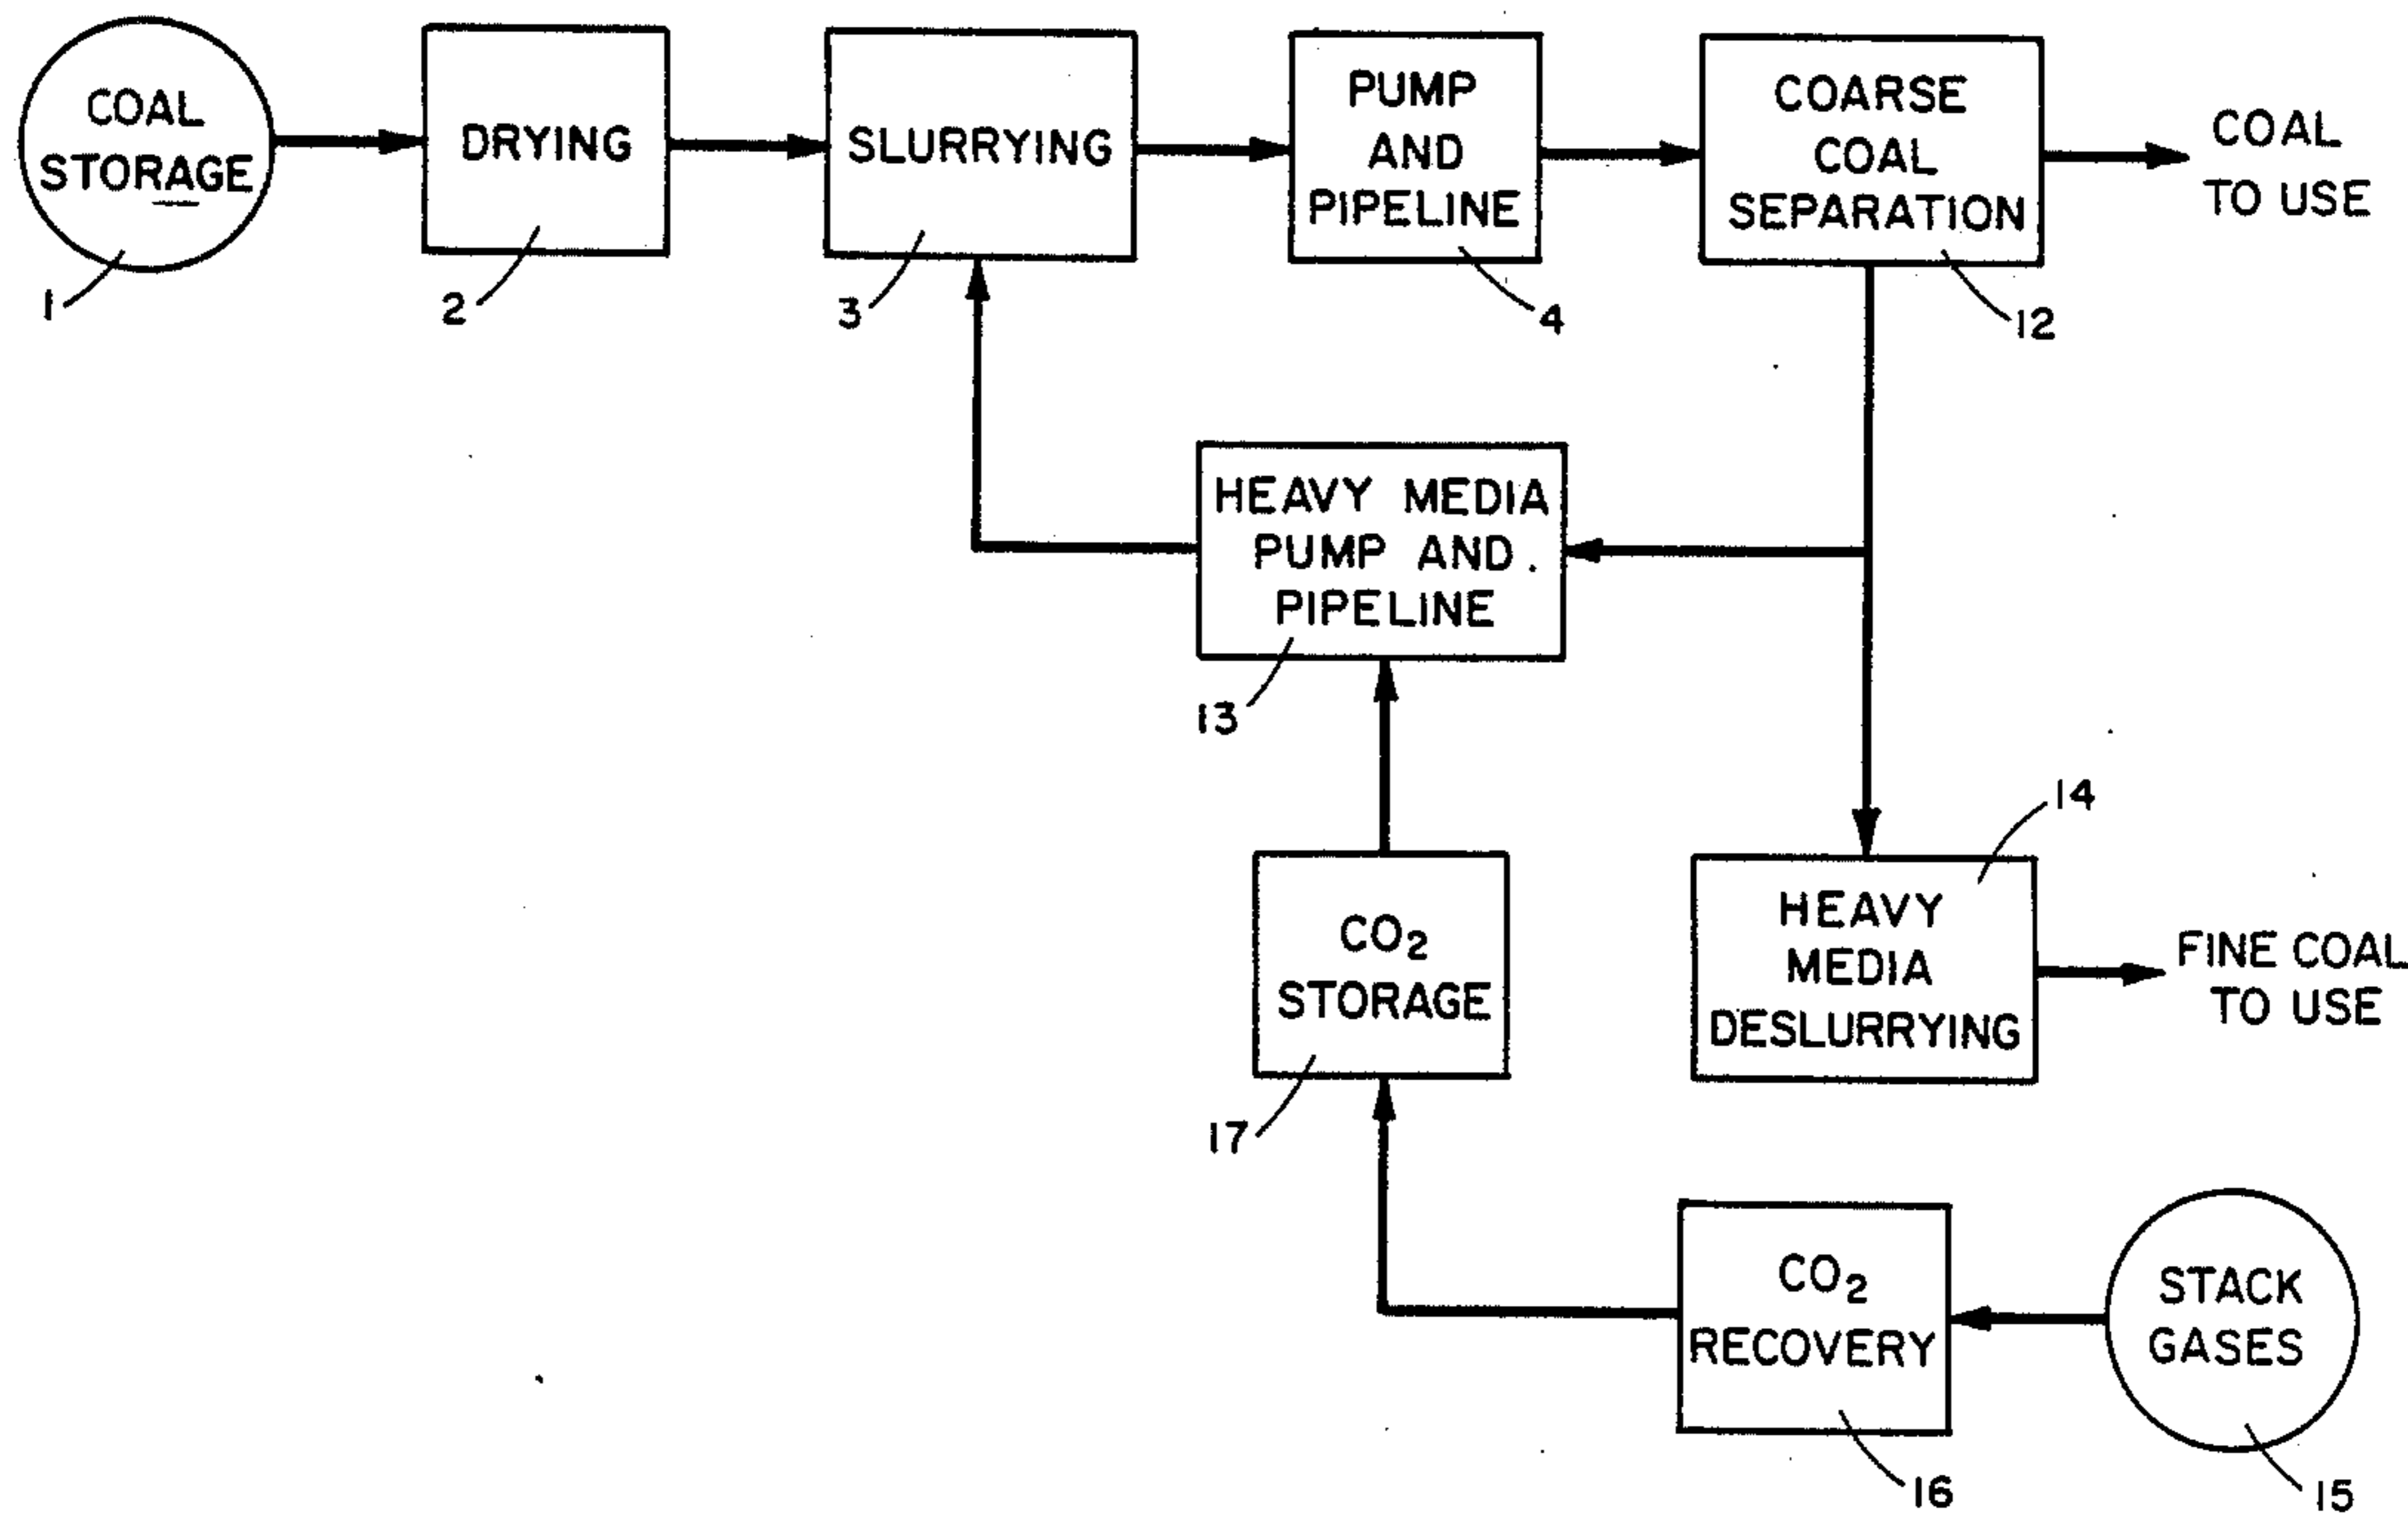 COAL
STORAGE
1
DRYING
2
SLURRYING
3
PUMP
AND
PIPELINE
4
COARSE
COAL
SEPARATION
12
COAL
TO USE
HEAVY MEDIA
PUMP AND
PIPELINE
13
14
HEAVY
MEDIA
DESLURRYING
FINE COAL
TO USE
CO₂
STORAGE
17
CO₂
RECOVERY
16
STACK
GASES
15